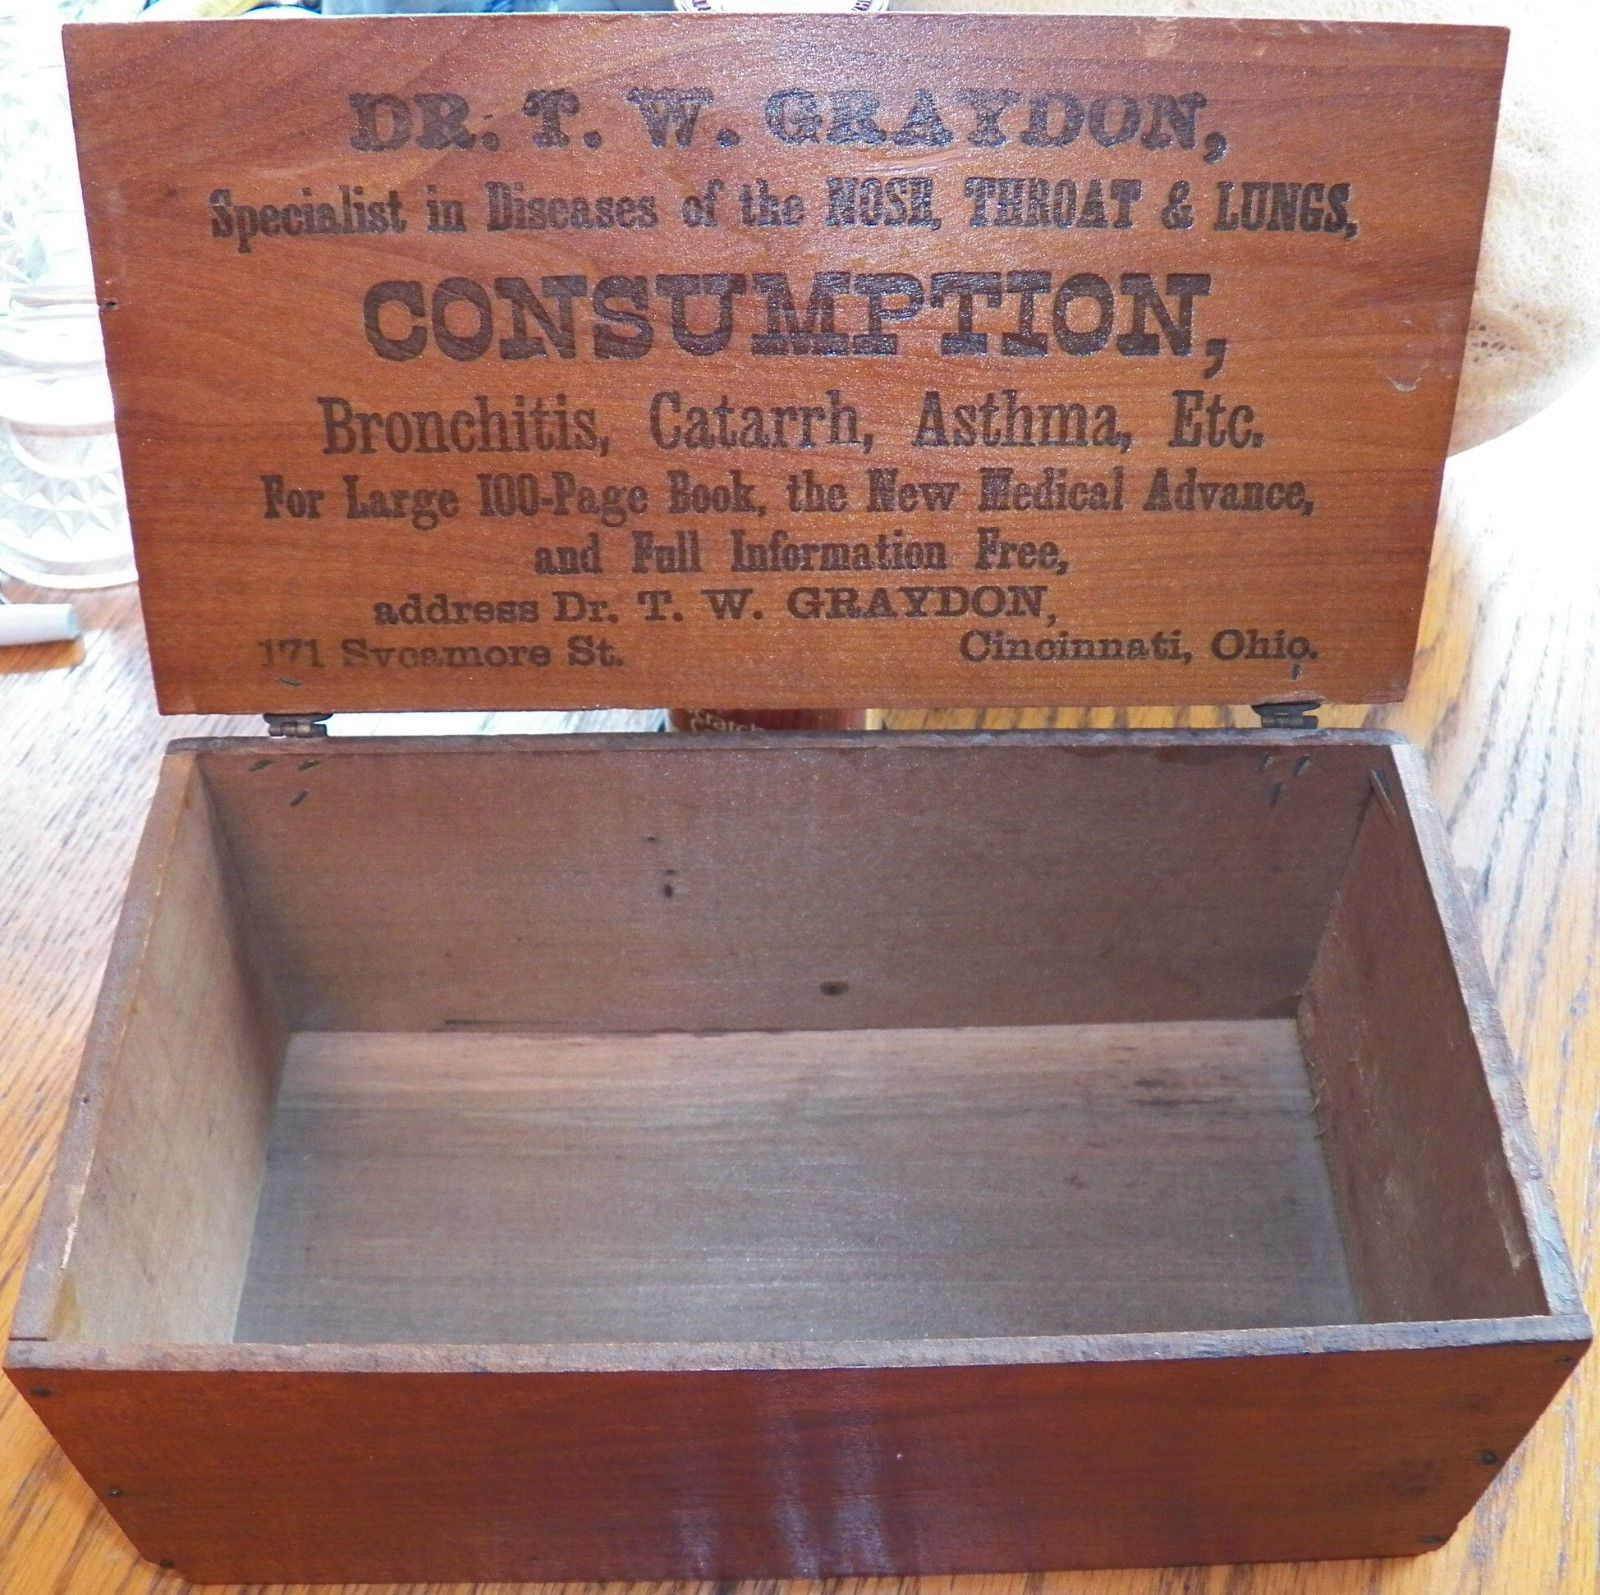 DR. T. W. GRAYDON,
Specialist in Diseases of the NOSE, THROAT & LUNGS,
CONSUMPTION,
Bronchitis, Catarrh, Asthma, Etc.
For Large 100-Page Book, the New Medical Advance,
and Full Information Free,
address Dr. T. W. GRAYDON,
171 Sycamore St. Cincinnati, Ohio.